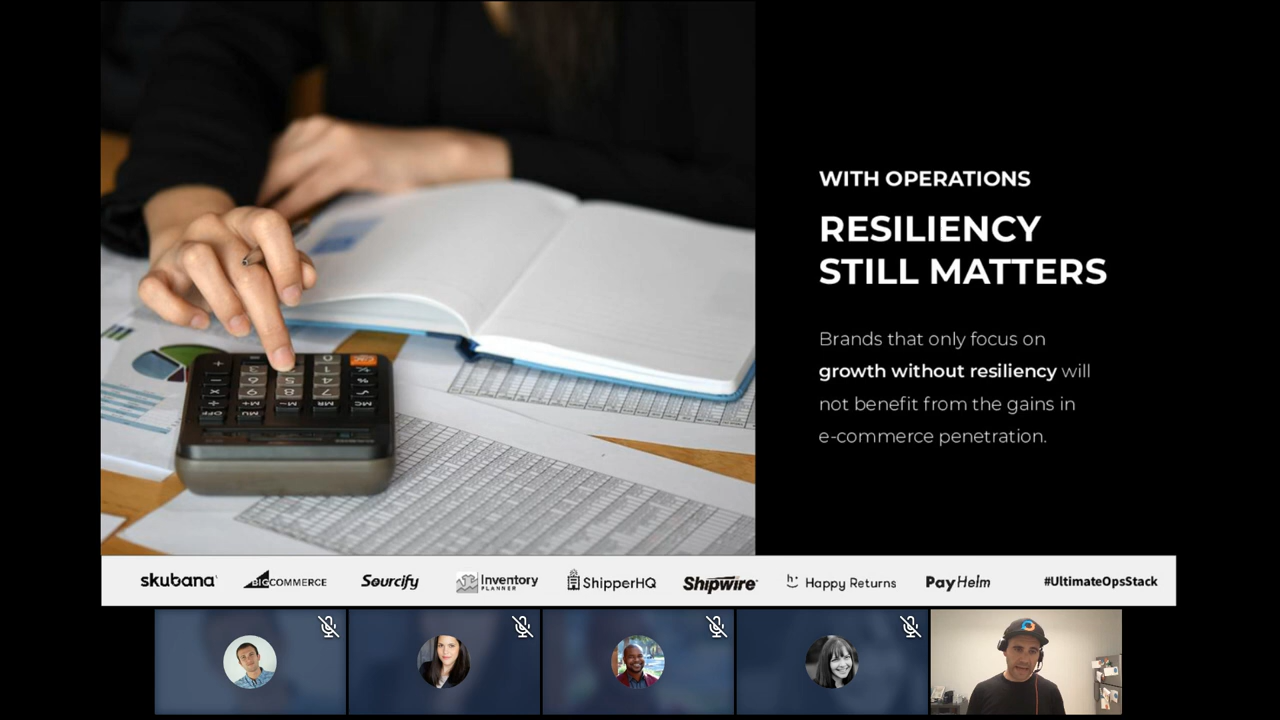 WITH OPERATIONS
RESILIENCY
STILL MATTERS
Brands that only focus on
growth without resiliency will
not benefit from the gains in
e-commerce penetration.
skubana BIGCOMMERCE Sourcify Inventory PLANNER ShipperHQ Shipwire Happy Returns PayHelm #UltimateOpsStack